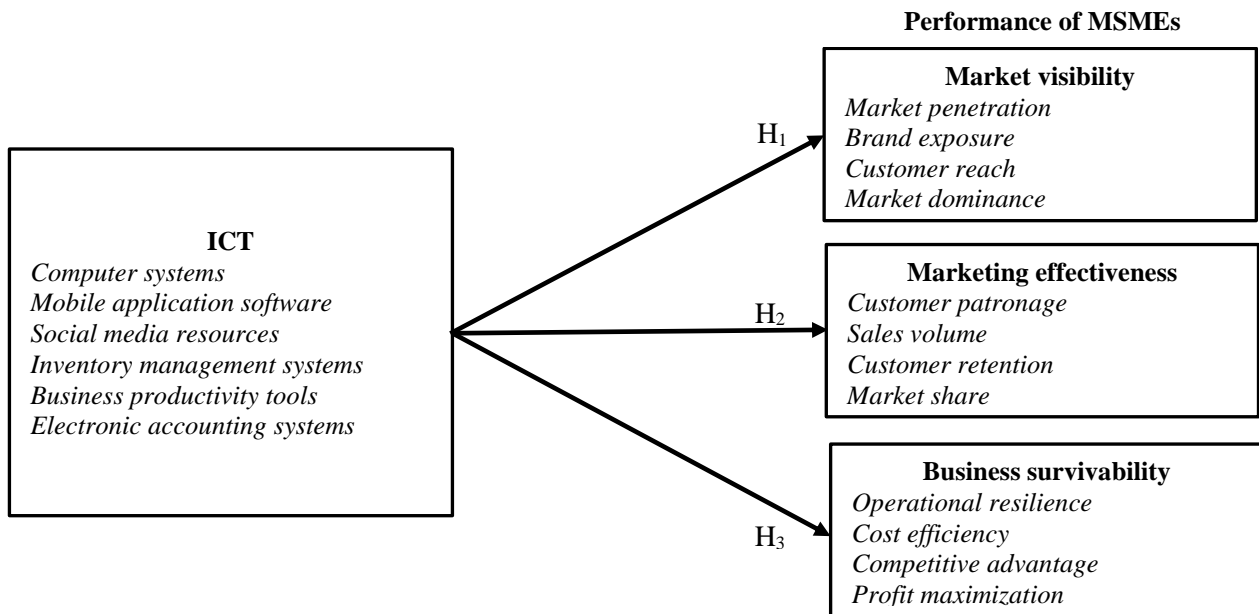 Performance of MSMEs
Market visibility
Market penetration
Brand exposure
Customer reach
Market dominance
H₁
ICT
Computer systems
Mobile application software
Social media resources
Inventory management systems
Business productivity tools
Electronic accounting systems
H₂
Marketing effectiveness
Customer patronage
Sales volume
Customer retention
Market share
H₃
Business survivability
Operational resilience
Cost efficiency
Competitive advantage
Profit maximization